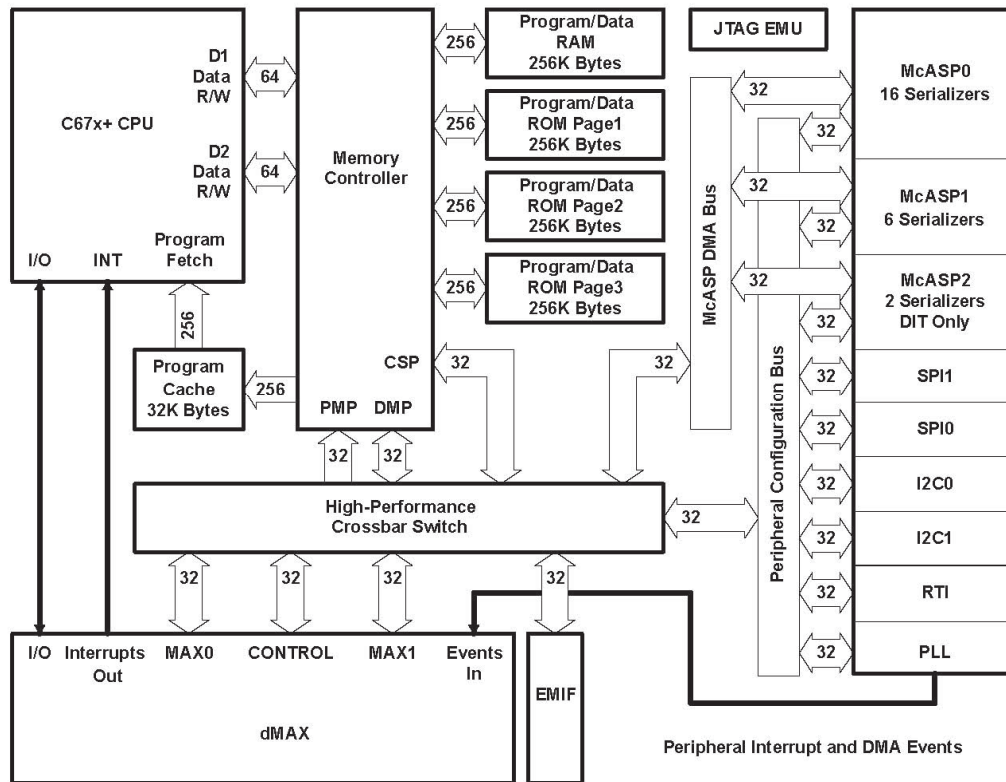 D1
Data
R/W
64
C67x+ CPU
D2
Data
R/W
64
Program
Fetch
I/O
INT
256
Program
Cache
32K Bytes
256
Memory
Controller
CSP
32
PMP
DMP
32
32
256
Program/Data
RAM
256K Bytes
256
Program/Data
ROM Page1
256K Bytes
256
Program/Data
ROM Page2
256K Bytes
256
Program/Data
ROM Page3
256K Bytes
JTAG EMU
McASP DMA Bus
32
Peripheral Configuration Bus
32
32
McASP0
16 Serializers
32
32
McASP1
6 Serializers
32
32
McASP2
2 Serializers
DIT Only
32
32
SPI1
32
SPI0
32
I2C0
32
I2C1
32
RTI
32
PLL
High-Performance
Crossbar Switch
32
32
32
32
32
I/O
Interrupts
Out
MAX0
CONTROL
MAX1
Events
In
dMAX
EMIF
Peripheral Interrupt and DMA Events